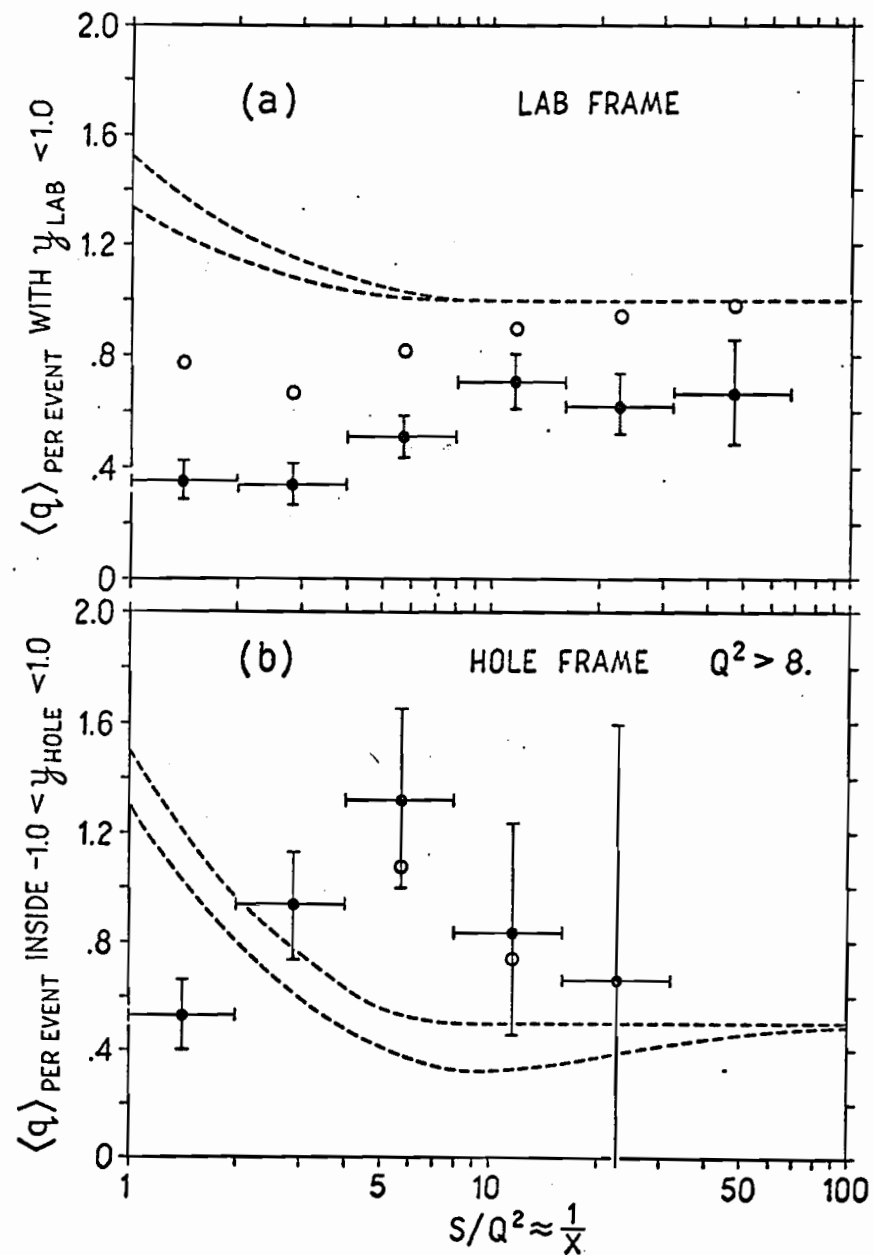 2.0
1.6
1.2
.8
.4
0
⟨q⟩ PER EVENT WITH y LAB <1.0
(a) LAB FRAME
2.0
1.6
1.2
.8
.4
0
⟨q⟩ PER EVENT INSIDE -1.0 < y HOLE <1.0
(b) HOLE FRAME Q² > 8.
1 5 10 50 100
S/Q² ≈ 1/X